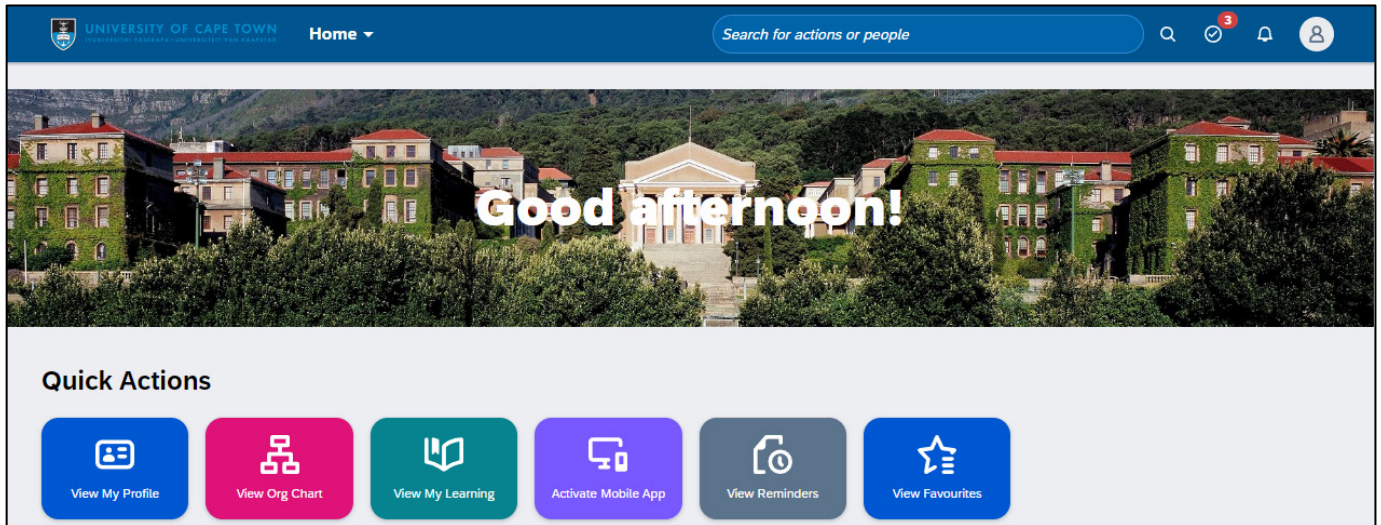 UNIVERSITY OF CAPE TOWN
Home
Search for actions or people
3
Good afternoon!
Quick Actions
View My Profile
View Org Chart
View My Learning
Activate Mobile App
View Reminders
View Favourites